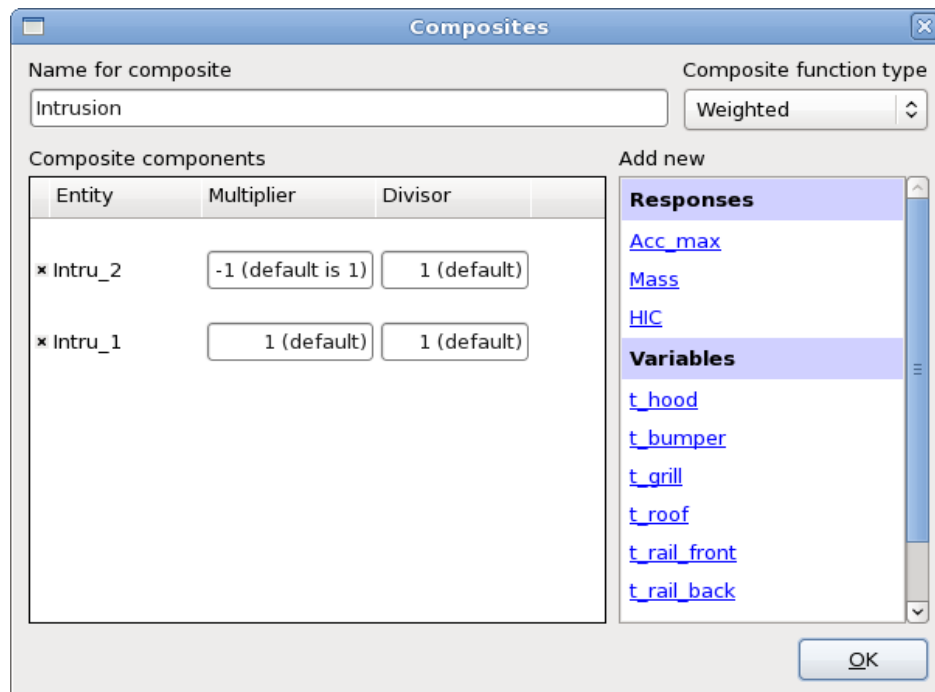 Composites
Name for composite
Composite function type
Intrusion
Weighted
Composite components
Add new
Entity Multiplier Divisor
Intru_2 -1 (default is 1) 1 (default)
Intru_1 1 (default) 1 (default)
Responses
Acc_max
Mass
HIC
Variables
t_hood
t_bumper
t_grill
t_roof
t_rail_front
t_rail_back
OK